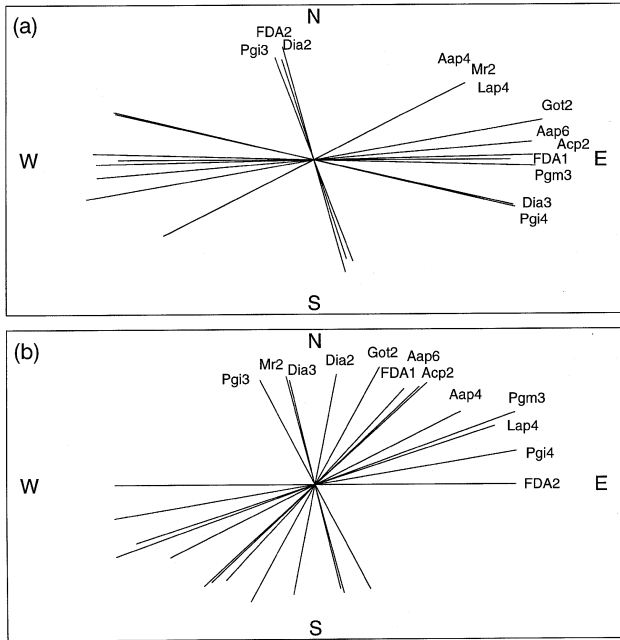 (a)
N
FDA2
Dia2
Pgi3
Aap4
Mr2
Lap4
Got2
Aap6
Acp2
W
FDA1
E
Pgm3
Dia3
Pgi4
S
(b)
N
Got2
Aap6
Mr2
Dia2
Dia3
FDA1
Acp2
Pgi3
Aap4
Pgm3
Lap4
Pgi4
W
FDA2
E
S